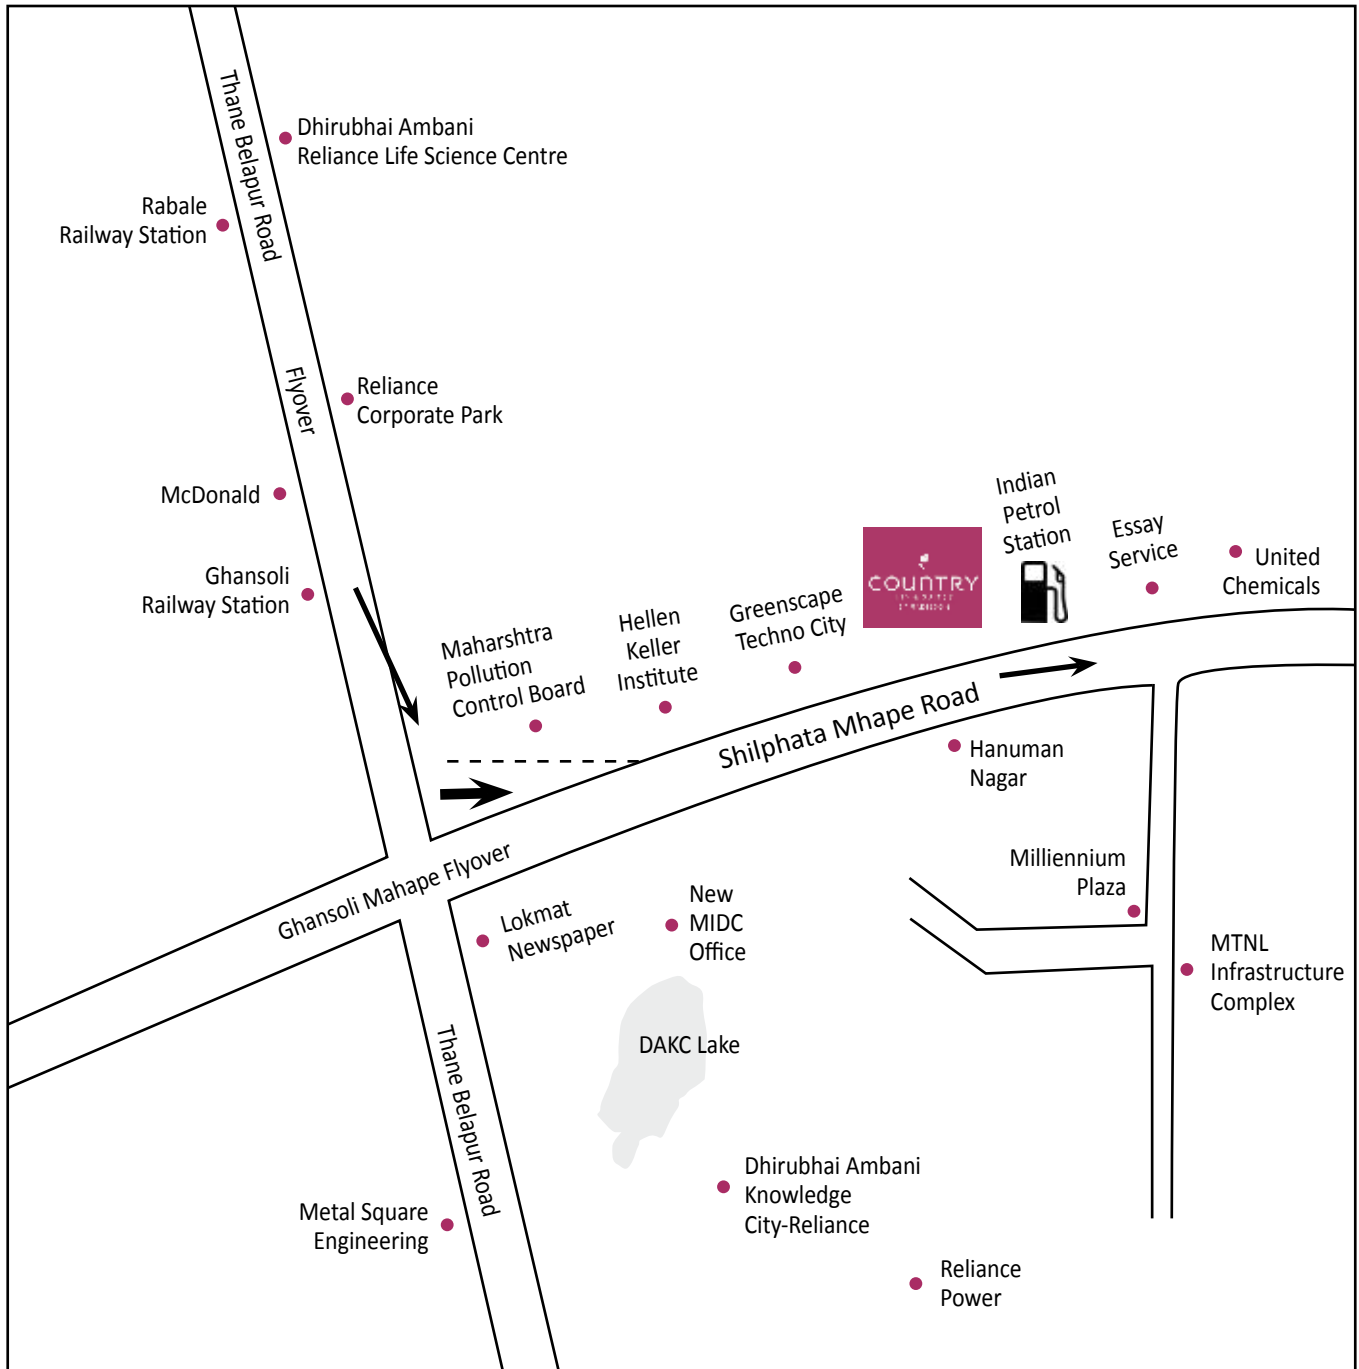 Thane Belapur Road
Dhirubhai Ambani
Reliance Life Science Centre
Rabale
Railway Station
Flyover
Reliance
Corporate Park
McDonald
Ghansoli
Railway Station
Maharshtra
Pollution
Control Board
Hellen
Keller
Institute
Greenscape
Techno City
COUNTRY
Indian
Petrol
Station
Essay
Service
United
Chemicals
Shilphata Mhape Road
Hanuman
Nagar
Ghansoli Mahape Flyover
Milliennium
Plaza
Lokmat
Newspaper
New
MIDC
Office
MTNL
Infrastructure
Complex
DAKC Lake
Thane Belapur Road
Metal Square
Engineering
Dhirubhai Ambani
Knowledge
City-Reliance
Reliance
Power